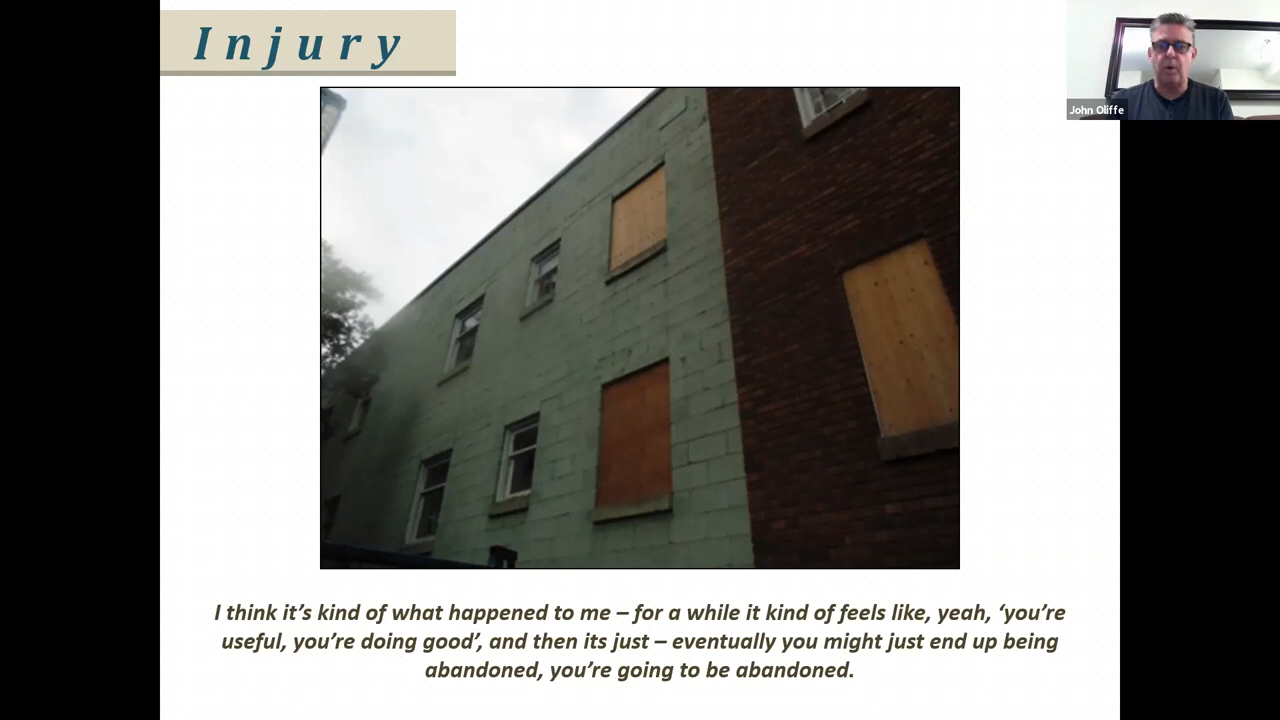 Injury
John Oliffe
I think it’s kind of what happened to me – for a while it kind of feels like, yeah, ‘you’re
useful, you’re doing good’, and then its just – eventually you might just end up being
abandoned, you’re going to be abandoned.